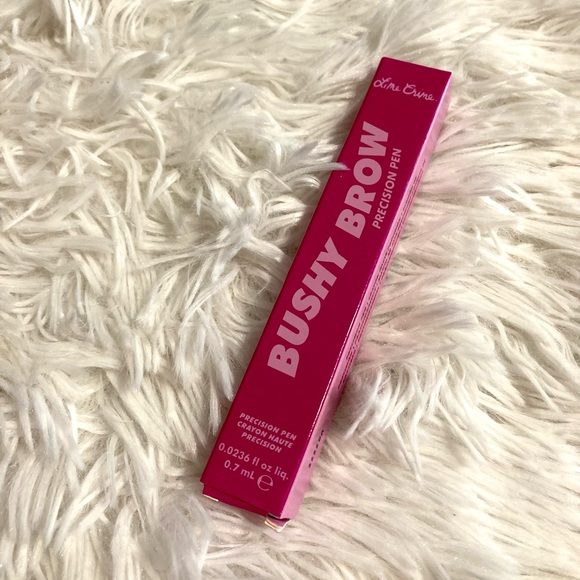 Lime Crime
BUSHY BROW
PRECISION PEN
PRECISION PEN
CRAYON HAUTE
PRECISION
0.0236 fl oz liq.
0.7 mL ℮